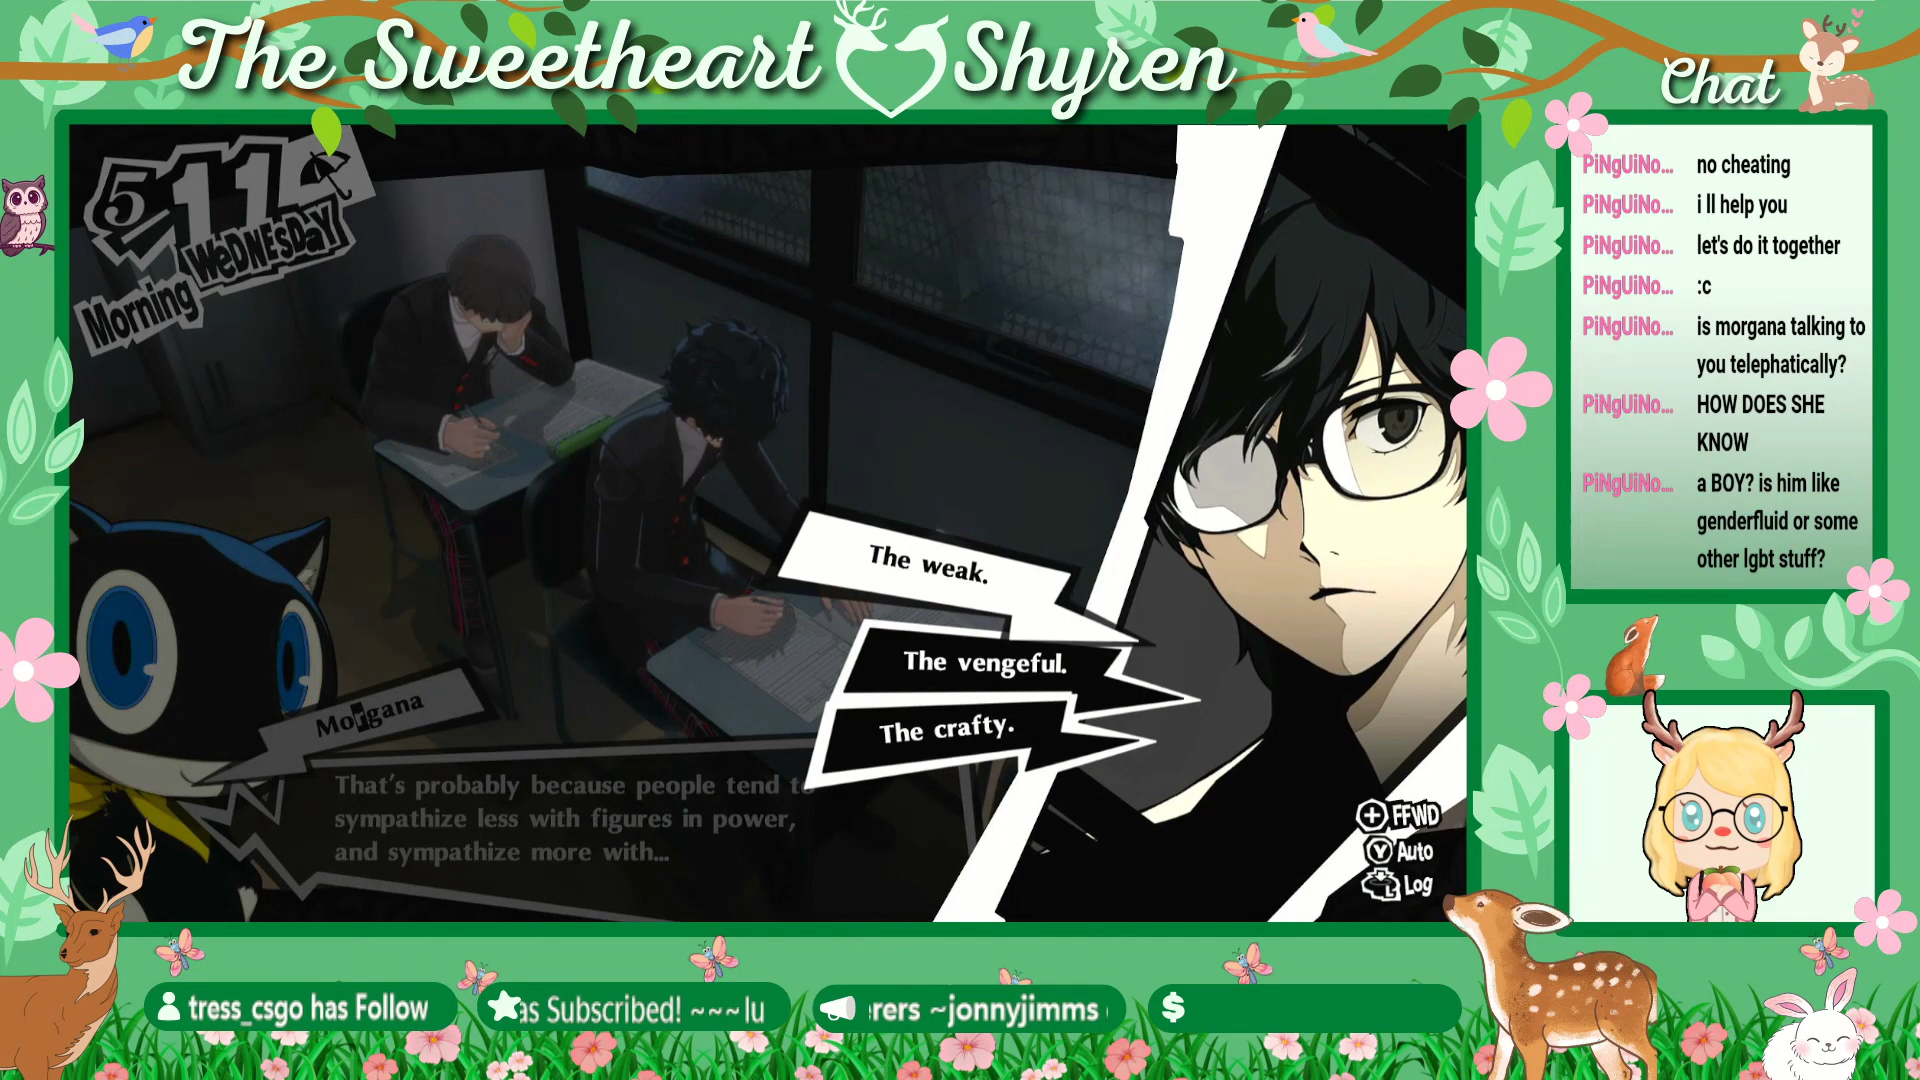 The Sweetheart Shyren
Chat
5 11
WeDNEsDaY
Morning
PiNgUiNo... no cheating
PiNgUiNo... i ll help you
PiNgUiNo... let's do it together
PiNgUiNo... :c
PiNgUiNo... is morgana talking to
you telephatically?
PiNgUiNo... HOW DOES SHE
KNOW
PiNgUiNo... a BOY? is him like
genderfluid or some
other lgbt stuff?
The weak.
The vengeful.
The crafty.
Morgana
That's probably because people tend to
sympathize less with figures in power,
and sympathize more with...
+ FFWD
Y Auto
L Log
tress_csgo has Follow
as Subscribed! ~~~lu
rers ~jonnyjimms
$